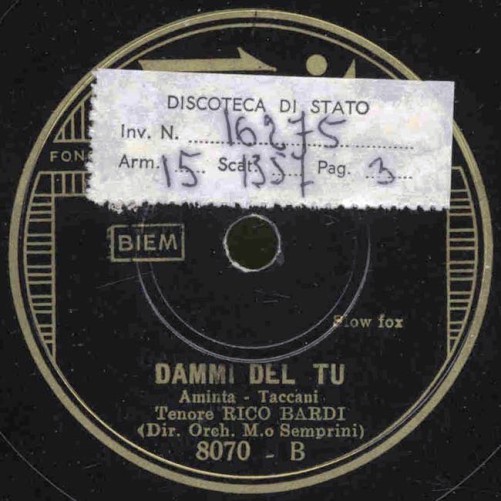 DISCOTECA DI STATO
Inv. N. 16275
Arm. 15 Scat. 1357 Pag. 3
FON
BIEM
Slow fox
DAMMI DEL TU
Aminta - Taccani
Tenore RICO BARDI
(Dir. Orch. M.o Semprini)
8070 - B